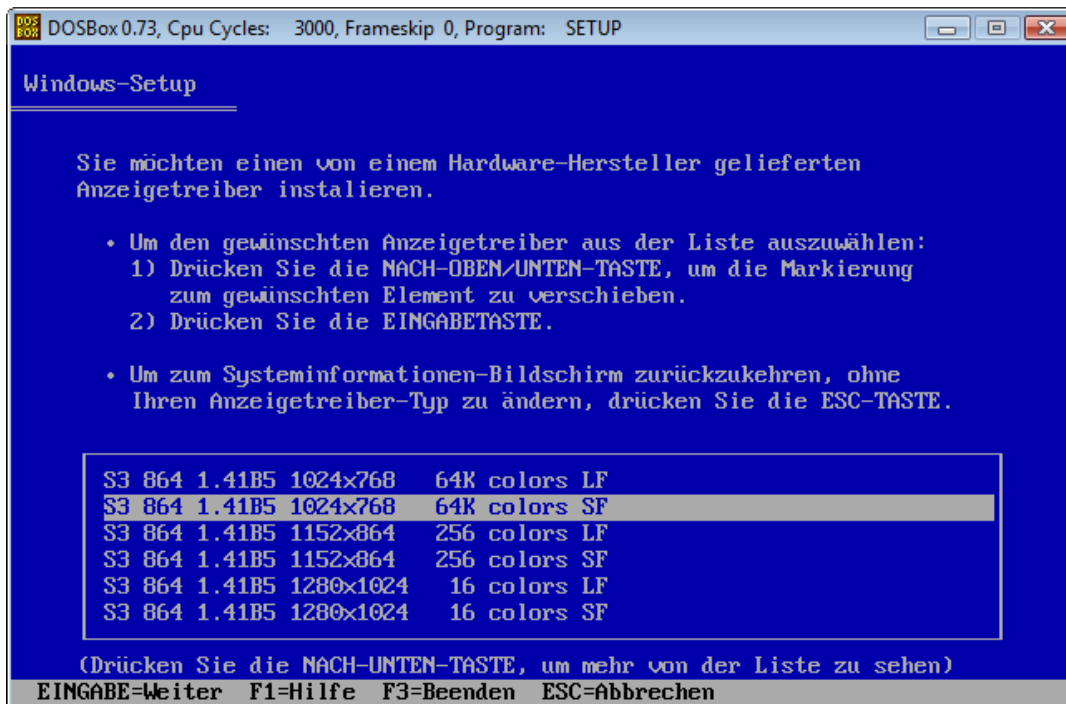 DOS BOX DOSBox 0.73, Cpu Cycles: 3000, Frameskip 0, Program: SETUP
Windows-Setup
Sie möchten einen von einem Hardware-Hersteller gelieferten
Anzeigetreiber instalieren.
• Um den gewünschten Anzeigetreiber aus der Liste auszuwählen:
1) Drücken Sie die NACH-OBEN/UNTEN-TASTE, um die Markierung
zum gewünschten Element zu verschieben.
2) Drücken Sie die EINGABETASTE.
• Um zum Systeminformationen-Bildschirm zurückzukehren, ohne
Ihren Anzeigetreiber-Typ zu ändern, drücken Sie die ESC-TASTE.
S3 864 1.41B5 1024x768 64K colors LF
S3 864 1.41B5 1024x768 64K colors SF
S3 864 1.41B5 1152x864 256 colors LF
S3 864 1.41B5 1152x864 256 colors SF
S3 864 1.41B5 1280x1024 16 colors LF
S3 864 1.41B5 1280x1024 16 colors SF
(Drücken Sie die NACH-UNTEN-TASTE, um mehr von der Liste zu sehen)
EINGABE=Weiter F1=Hilfe F3=Beenden ESC=Abbrechen